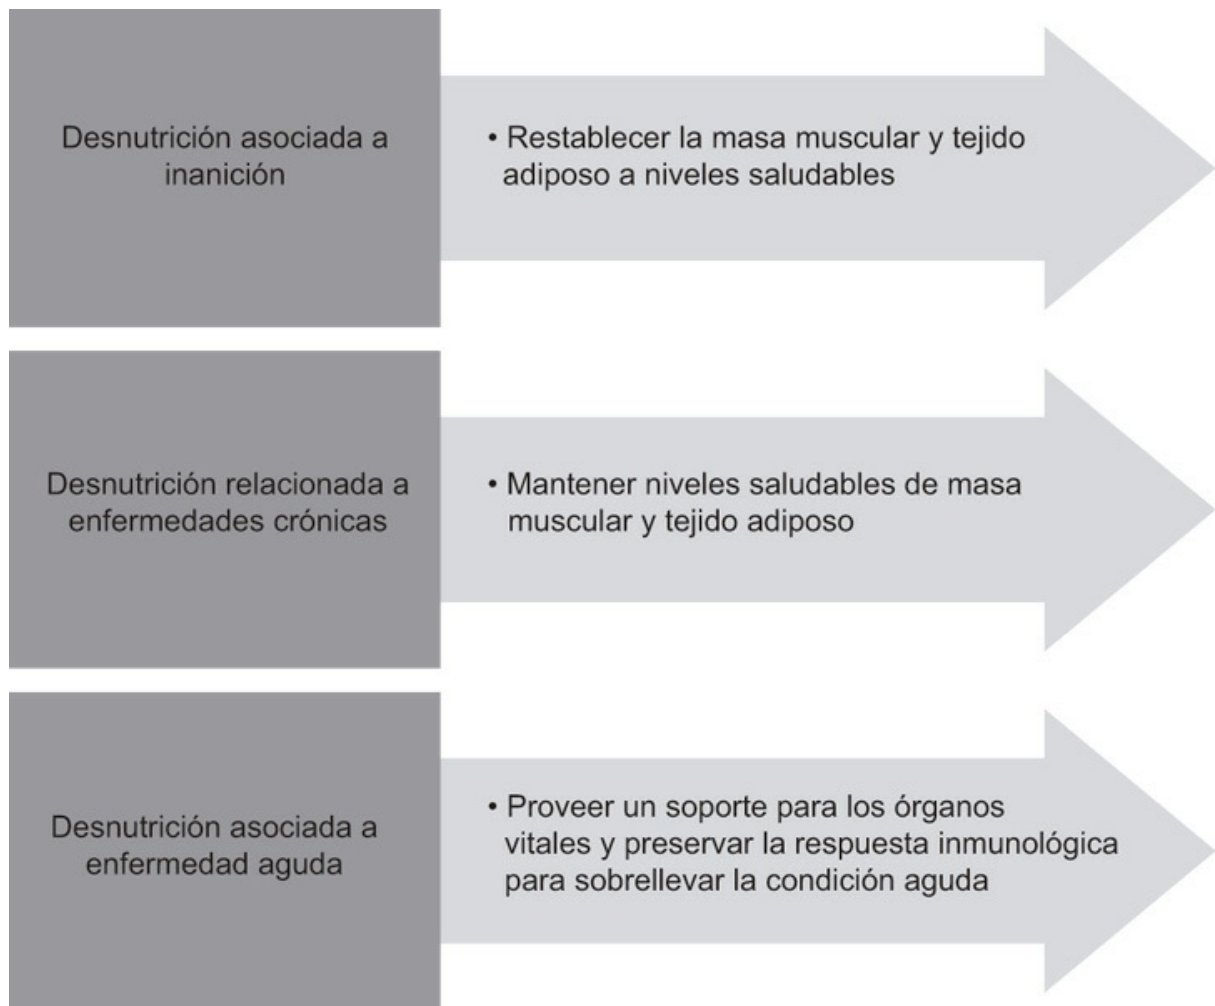 Desnutrición asociada a
inanición
• Restablecer la masa muscular y tejido
adiposo a niveles saludables
Desnutrición relacionada a
enfermedades crónicas
• Mantener niveles saludables de masa
muscular y tejido adiposo
Desnutrición asociada a
enfermedad aguda
• Proveer un soporte para los órganos
vitales y preservar la respuesta inmunológica
para sobrellevar la condición aguda